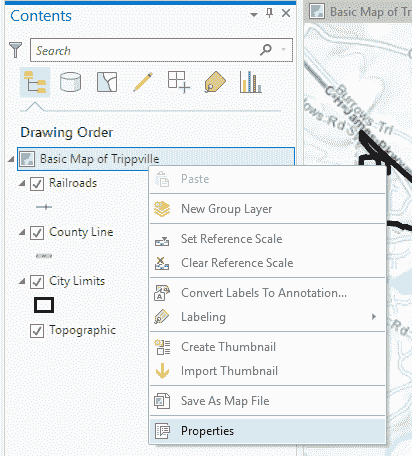 Contents
Basic Map of Tr
Search
Drawing Order
Basic Map of Trippville
Railroads
County Line
City Limits
Topographic
Paste
New Group Layer
Set Reference Scale
Clear Reference Scale
Convert Labels To Annotation...
Labeling
Create Thumbnail
Import Thumbnail
Save As Map File
Properties
Burrows Trl